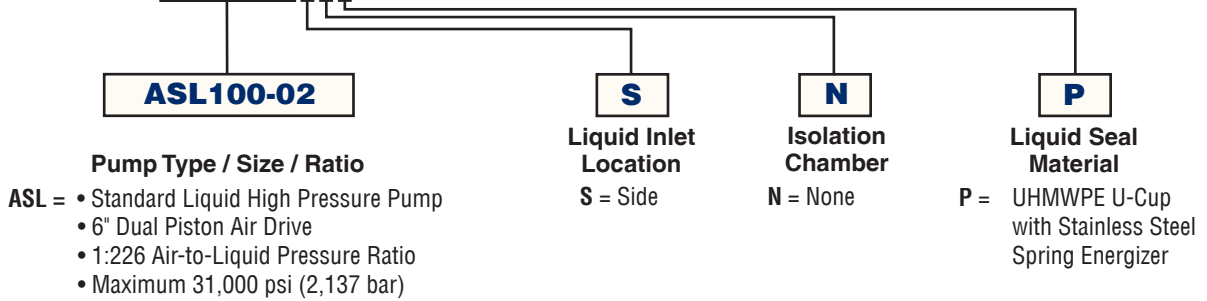 ASL100-02 S N P
Pump Type / Size / Ratio
ASL = • Standard Liquid High Pressure Pump
• 6" Dual Piston Air Drive
• 1:226 Air-to-Liquid Pressure Ratio
• Maximum 31,000 psi (2,137 bar)
Liquid Inlet
Location
S = Side
Isolation
Chamber
N = None
Liquid Seal
Material
P = UHMWPE U-Cup
with Stainless Steel
Spring Energizer